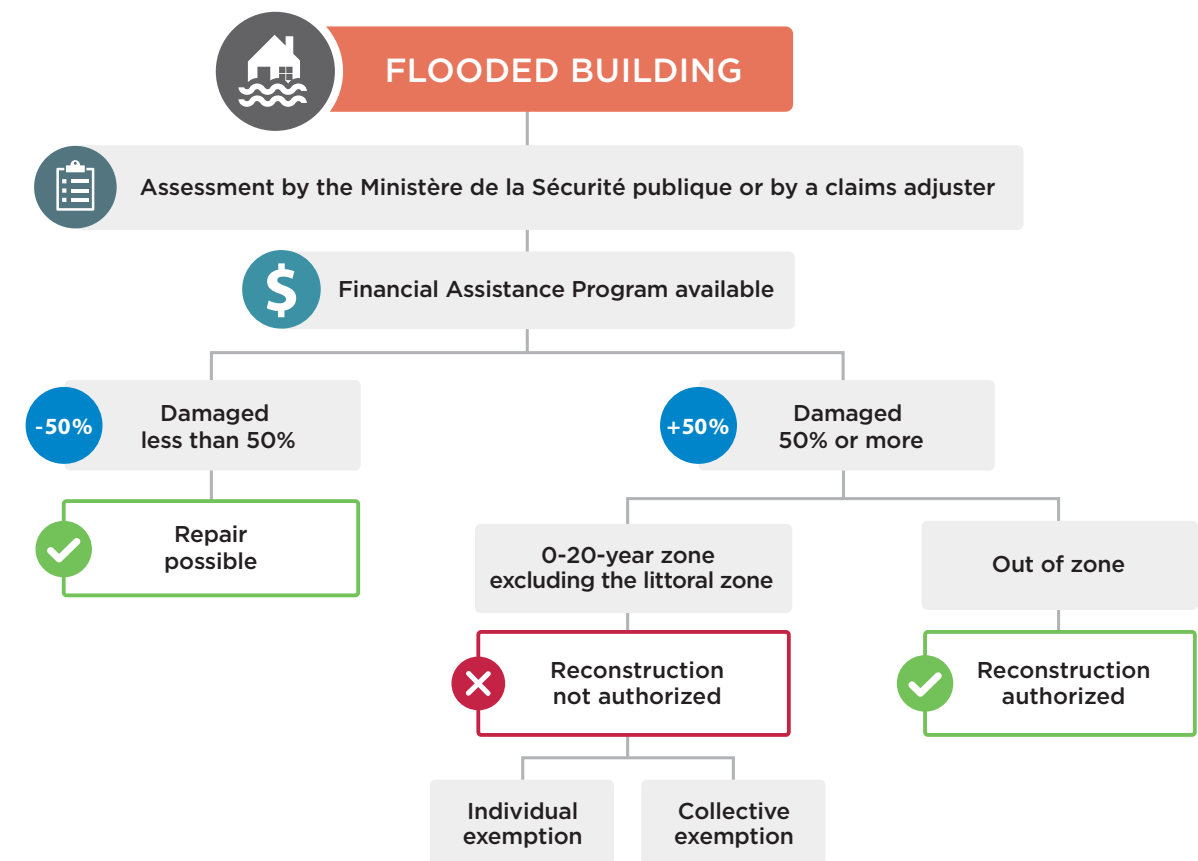 FLOODED BUILDING
Assessment by the Ministère de la Sécurité publique or by a claims adjuster
$
Financial Assistance Program available
-50%
Damaged
less than 50%
+50%
Damaged
50% or more
Repair
possible
0-20-year zone
excluding the littoral zone
Out of zone
Reconstruction
not authorized
Reconstruction
authorized
Individual
exemption
Collective
exemption